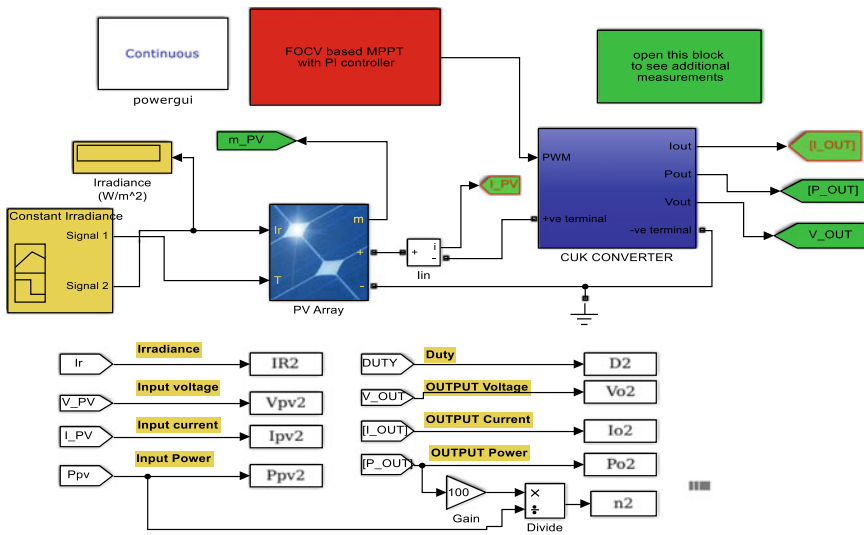 Continuous
powergui
FOCV based MPPT
with PI controller
open this block
to see additional
measurements
m_PV
Irradiance
(W/m^2)
Constant Irradiance
Signal 1
Signal 2
Ir
T
m
+
-
PV Array
+
i
-
Iin
I_PV
PWM
+ve terminal
Iout
Pout
Vout
-ve terminal
CUK CONVERTER
[I_OUT]
[P_OUT]
V_OUT
Ir
Irradiance
IR2
V_PV
Input voltage
Vpv2
I_PV
Input current
Ipv2
Ppv
Input Power
Ppv2
DUTY
Duty
D2
V_OUT
OUTPUT Voltage
Vo2
[I_OUT]
OUTPUT Current
Io2
[P_OUT]
OUTPUT Power
Po2
100
Gain
×
÷
Divide
n2